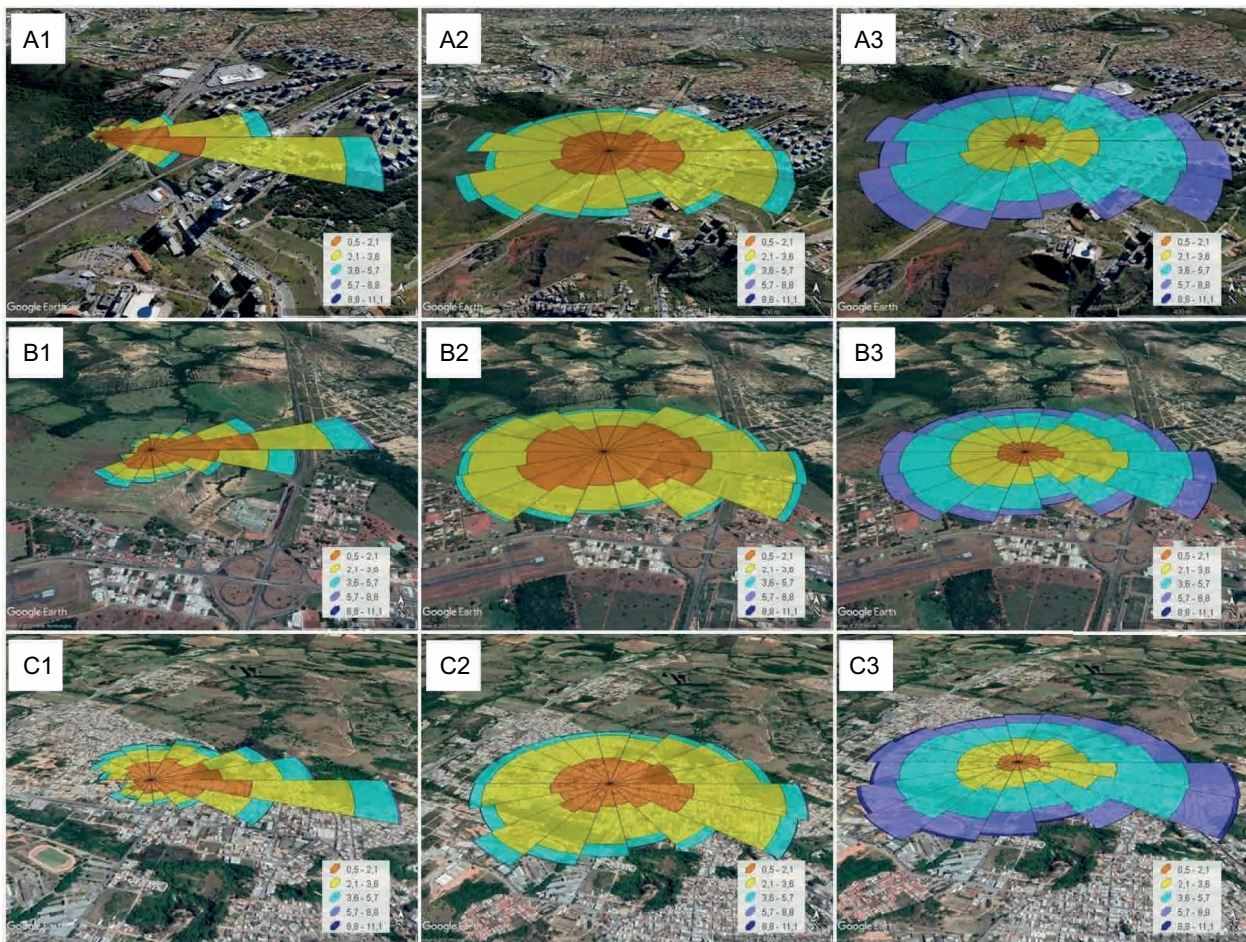 A1
0,5 - 2,1
2,1 - 3,6
3,6 - 5,7
5,7 - 8,8
8,8 - 11,1
Google Earth
A2
0,5 - 2,1
2,1 - 3,6
3,6 - 5,7
5,7 - 8,8
8,8 - 11,1
Google Earth
400 m
A3
0,5 - 2,1
2,1 - 3,6
3,6 - 5,7
5,7 - 8,8
8,8 - 11,1
Google Earth
400 m
B1
0,5 - 2,1
2,1 - 3,6
3,6 - 5,7
5,7 - 8,8
8,8 - 11,1
Google Earth
B2
0,5 - 2,1
2,1 - 3,6
3,6 - 5,7
5,7 - 8,8
8,8 - 11,1
Google Earth
B3
0,5 - 2,1
2,1 - 3,6
3,6 - 5,7
5,7 - 8,8
8,8 - 11,1
Google Earth
C1
0,5 - 2,1
2,1 - 3,6
3,6 - 5,7
5,7 - 8,8
8,8 - 11,1
Google Earth
C2
0,5 - 2,1
2,1 - 3,6
3,6 - 5,7
5,7 - 8,8
8,8 - 11,1
Google Earth
C3
0,5 - 2,1
2,1 - 3,6
3,6 - 5,7
5,7 - 8,8
8,8 - 11,1
Google Earth